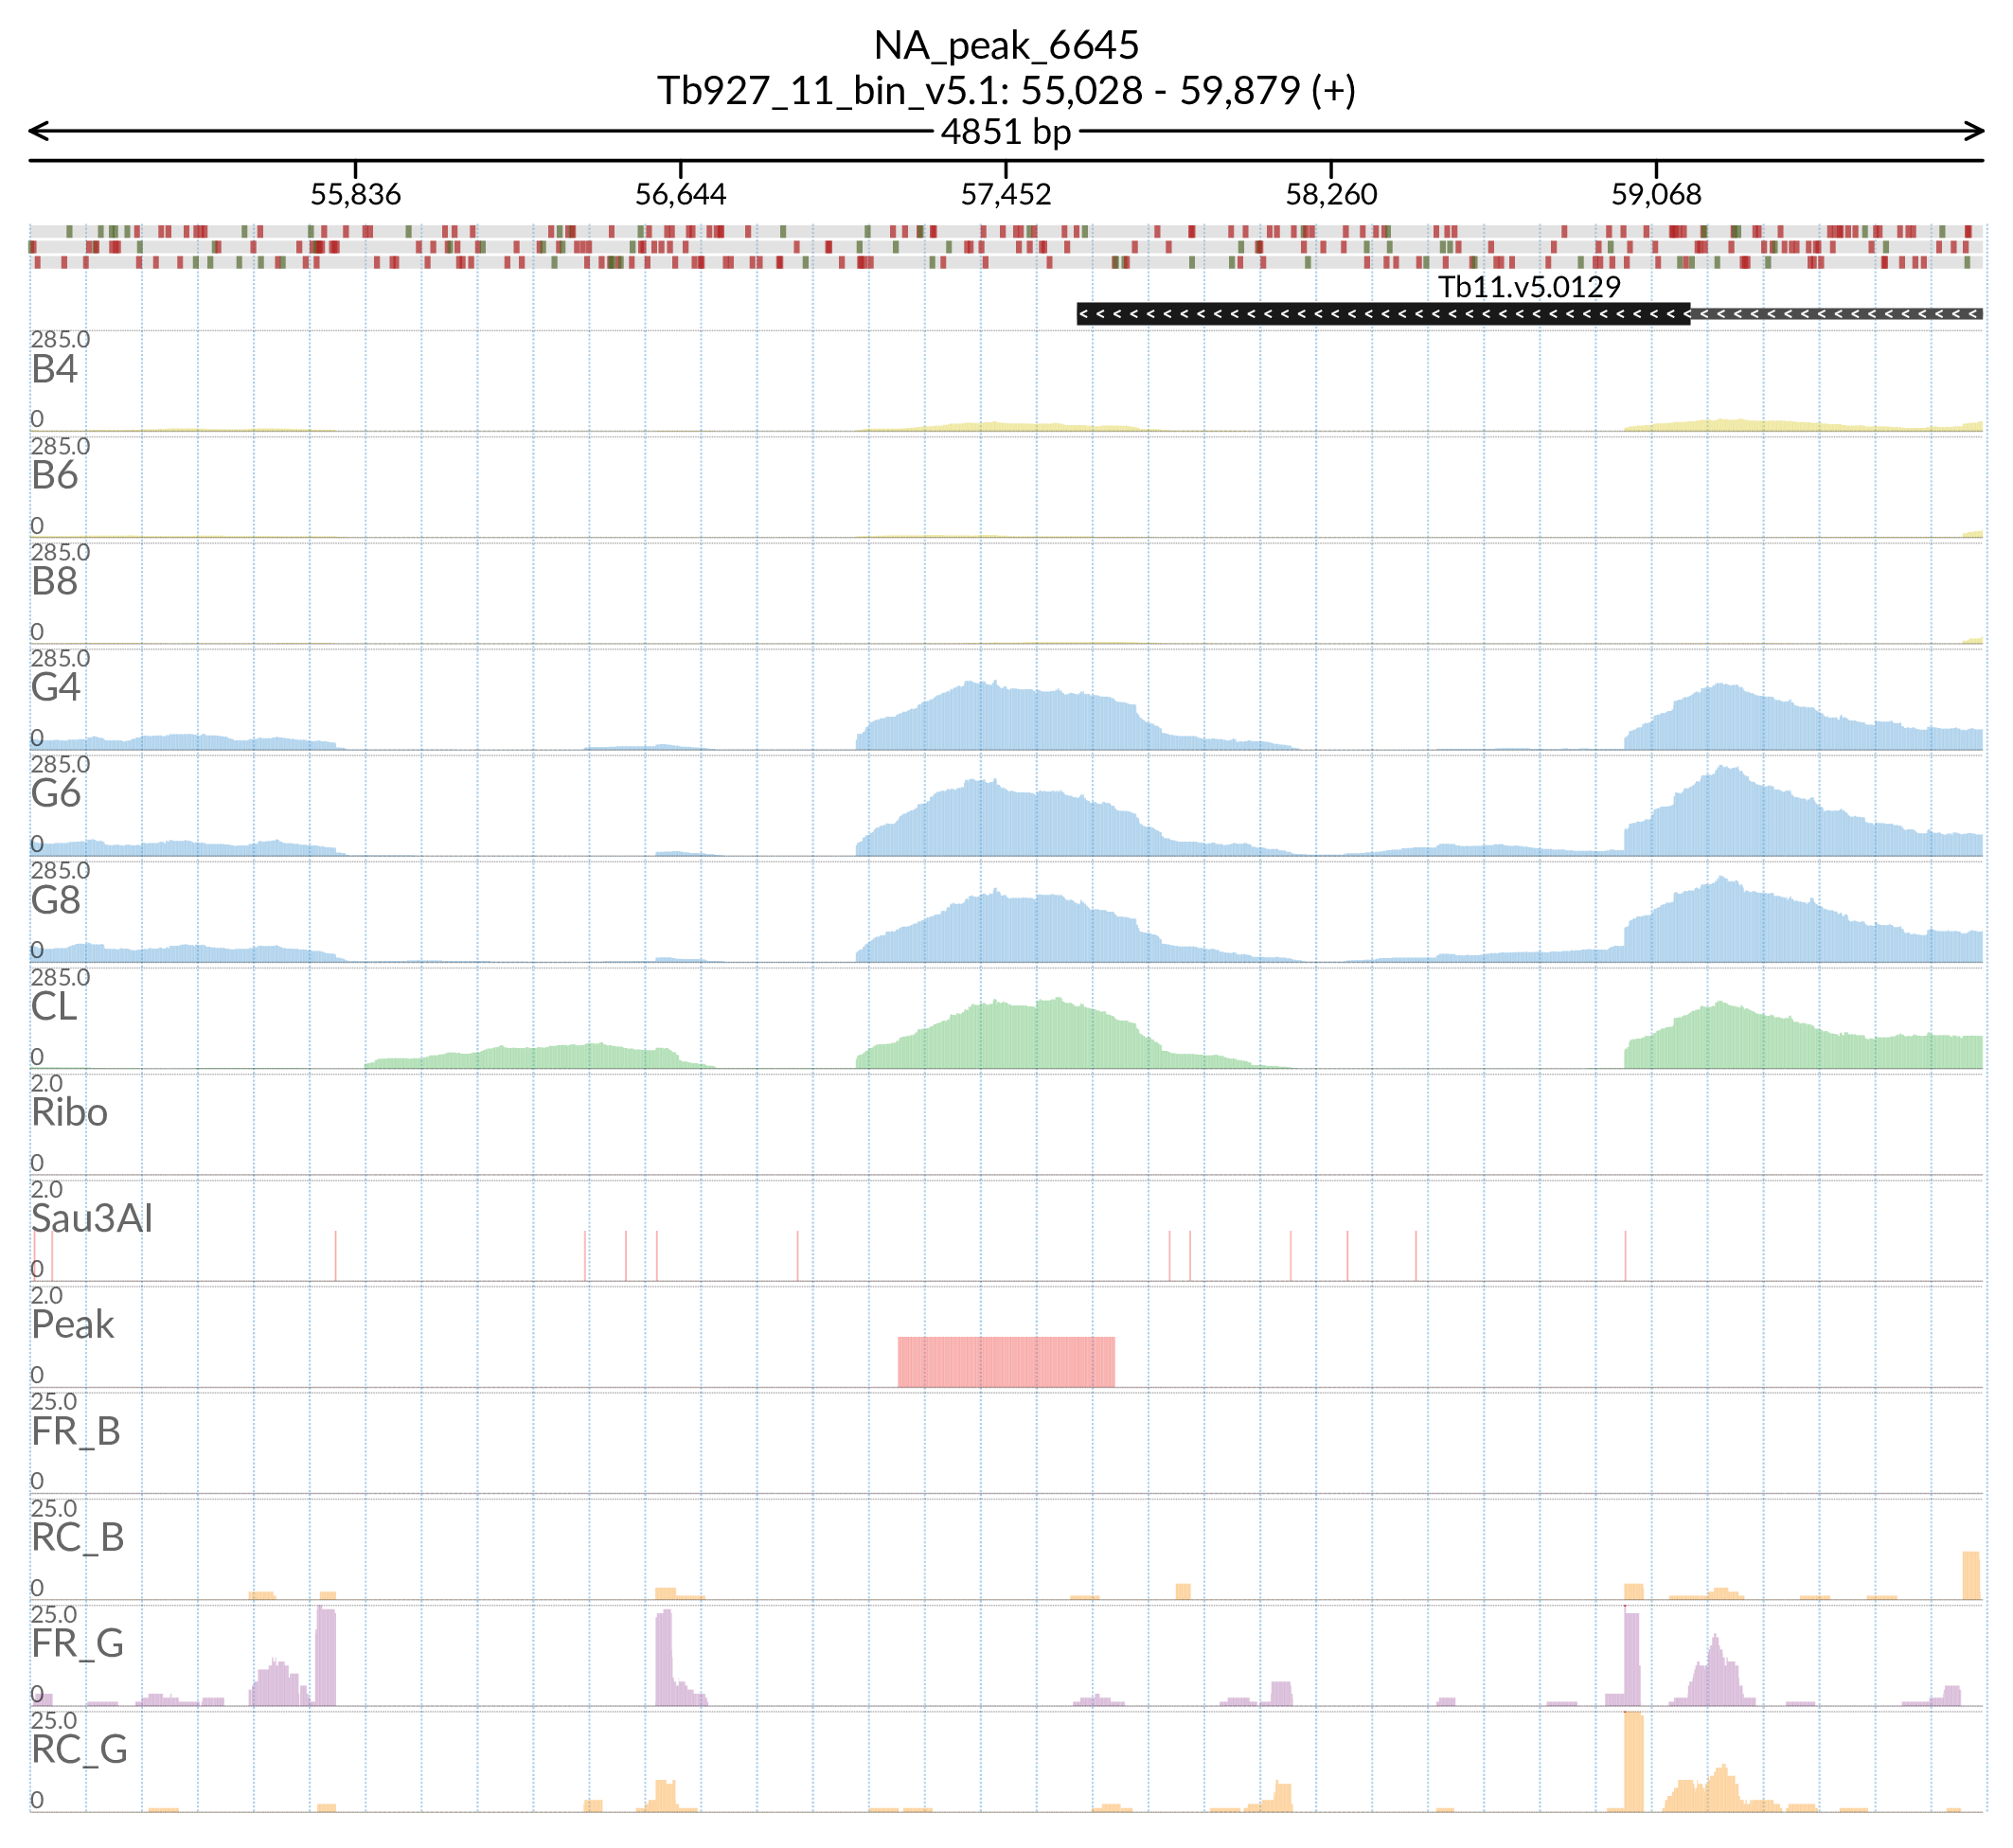 NA_peak_6645
Tb927_11_bin_v5.1: 55,028 - 59,879 (+)
4851 bp
55,836 56,644 57,452 58,260 59,068
Tb11.v5.0129
285.0
B4
0
285.0
B6
0
285.0
B8
0
285.0
G4
0
285.0
G6
0
285.0
G8
0
285.0
CL
0
2.0
Ribo
0
2.0
Sau3AI
0
2.0
Peak
0
25.0
FR_B
0
25.0
RC_B
0
25.0
FR_G
0
25.0
RC_G
0